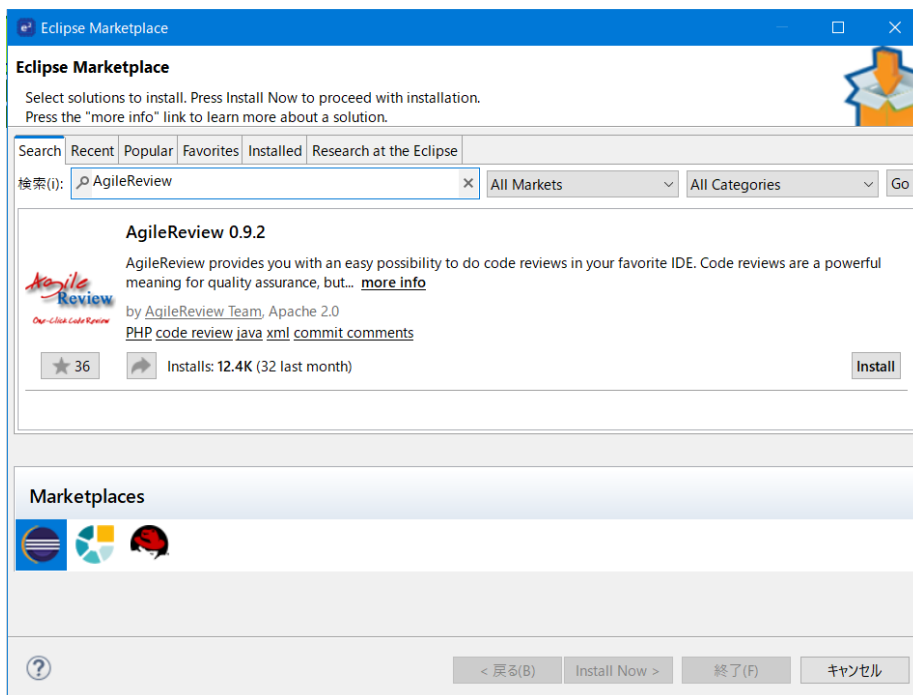 Eclipse Marketplace
Eclipse Marketplace
Select solutions to install. Press Install Now to proceed with installation.
Press the "more info" link to learn more about a solution.
Search Recent Popular Favorites Installed Research at the Eclipse
検索(i): AgileReview All Markets All Categories Go
AgileReview 0.9.2
AgileReview provides you with an easy possibility to do code reviews in your favorite IDE. Code reviews are a powerful
meaning for quality assurance, but... more info
Agile
Review
One-Click Code Review
by AgileReview Team, Apache 2.0
PHP code review java xml commit comments
36 Installs: 12.4K (32 last month) Install
Marketplaces
< 戻る(B) Install Now > 終了(F) キャンセル